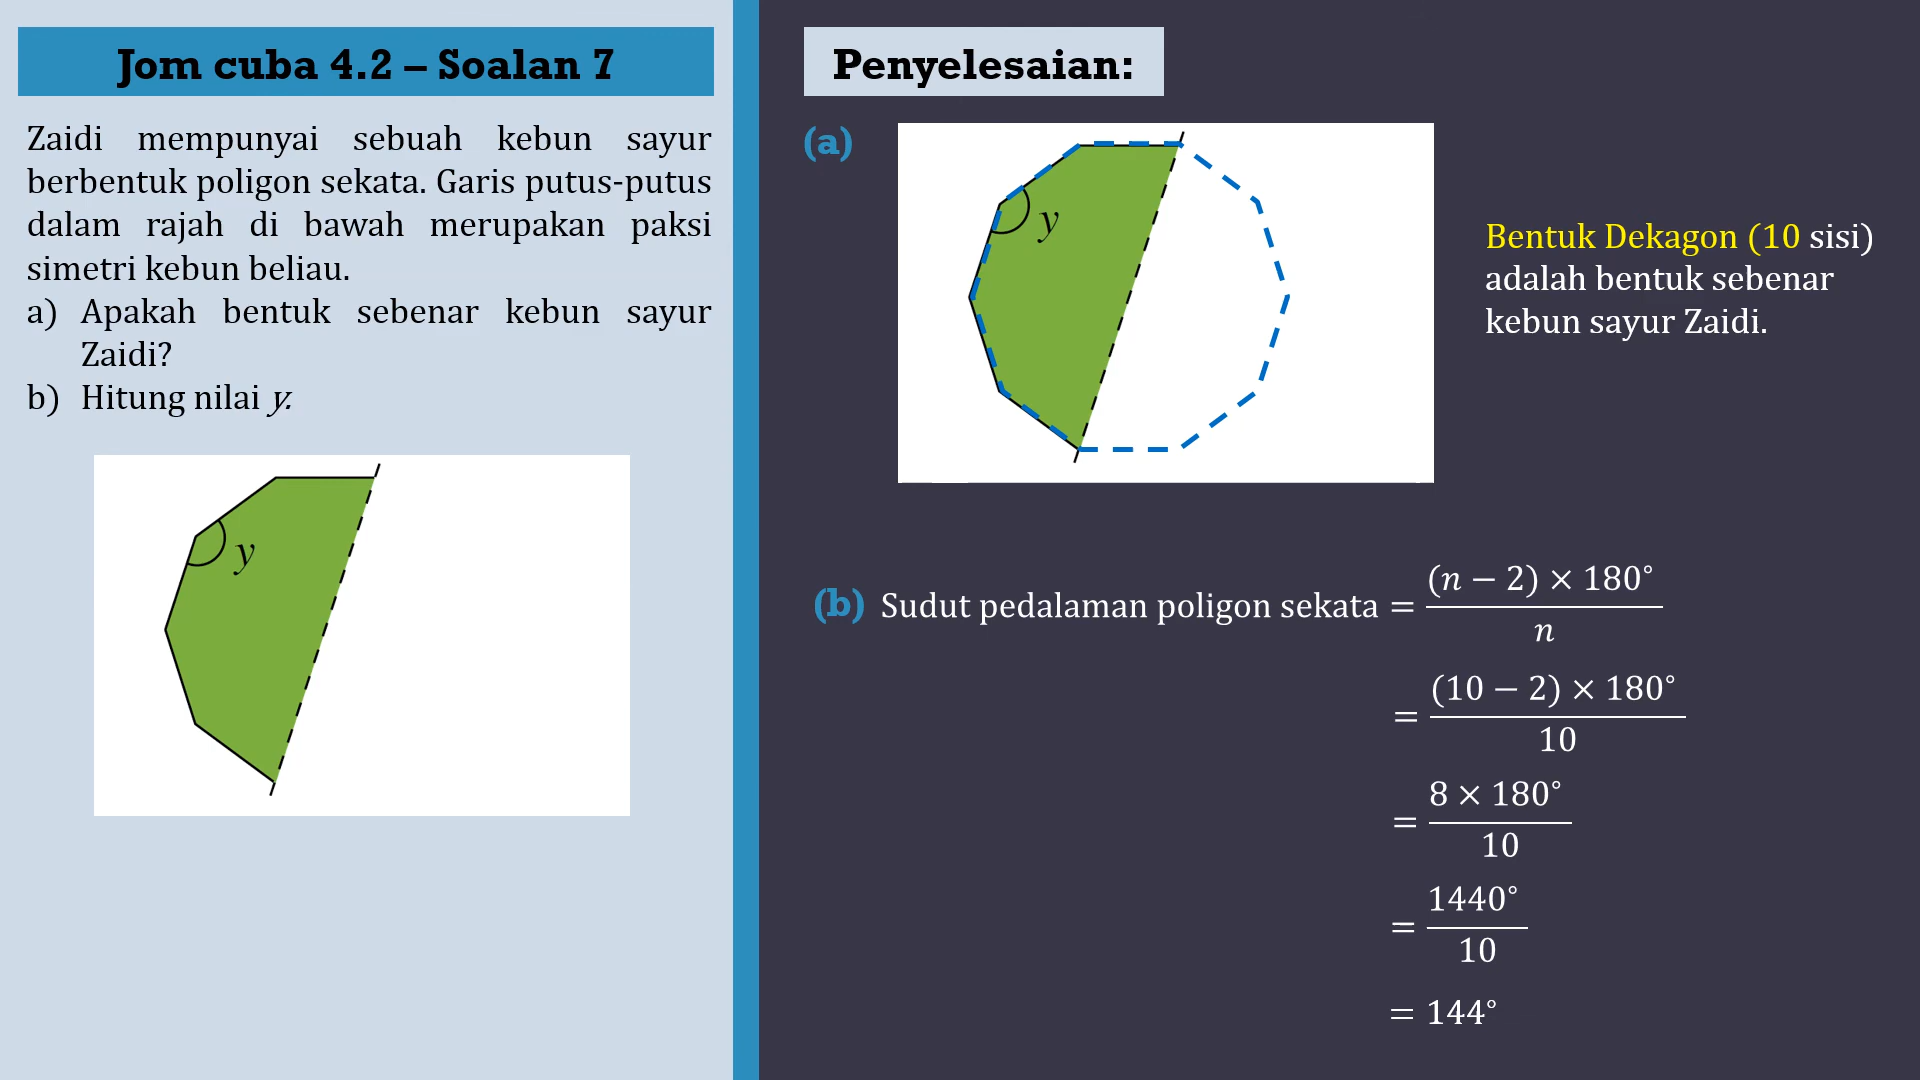 Jom cuba 4.2 – Soalan 7
Zaidi mempunyai sebuah kebun sayur
berbentuk poligon sekata. Garis putus-putus
dalam rajah di bawah merupakan paksi
simetri kebun beliau.
a) Apakah bentuk sebenar kebun sayur
Zaidi?
b) Hitung nilai y.
y
Penyelesaian:
(a)
y
Bentuk Dekagon (10 sisi)
adalah bentuk sebenar
kebun sayur Zaidi.
(b) Sudut pedalaman poligon sekata = (n − 2) × 180°
n
= (10 − 2) × 180°
10
= 8 × 180°
10
= 1440°
10
= 144°